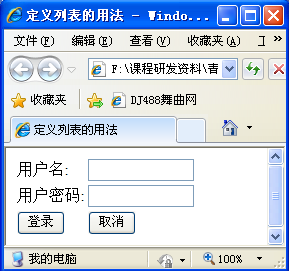 定义列表的用法 - Windo...
文件(F) 编辑(E) 查看(V) 收藏夹(A) »
F:\课程研发资料\青
收藏夹 DJ488舞曲网
定义列表的用法
用户名:
用户密码:
登录 取消
我的电脑 100%